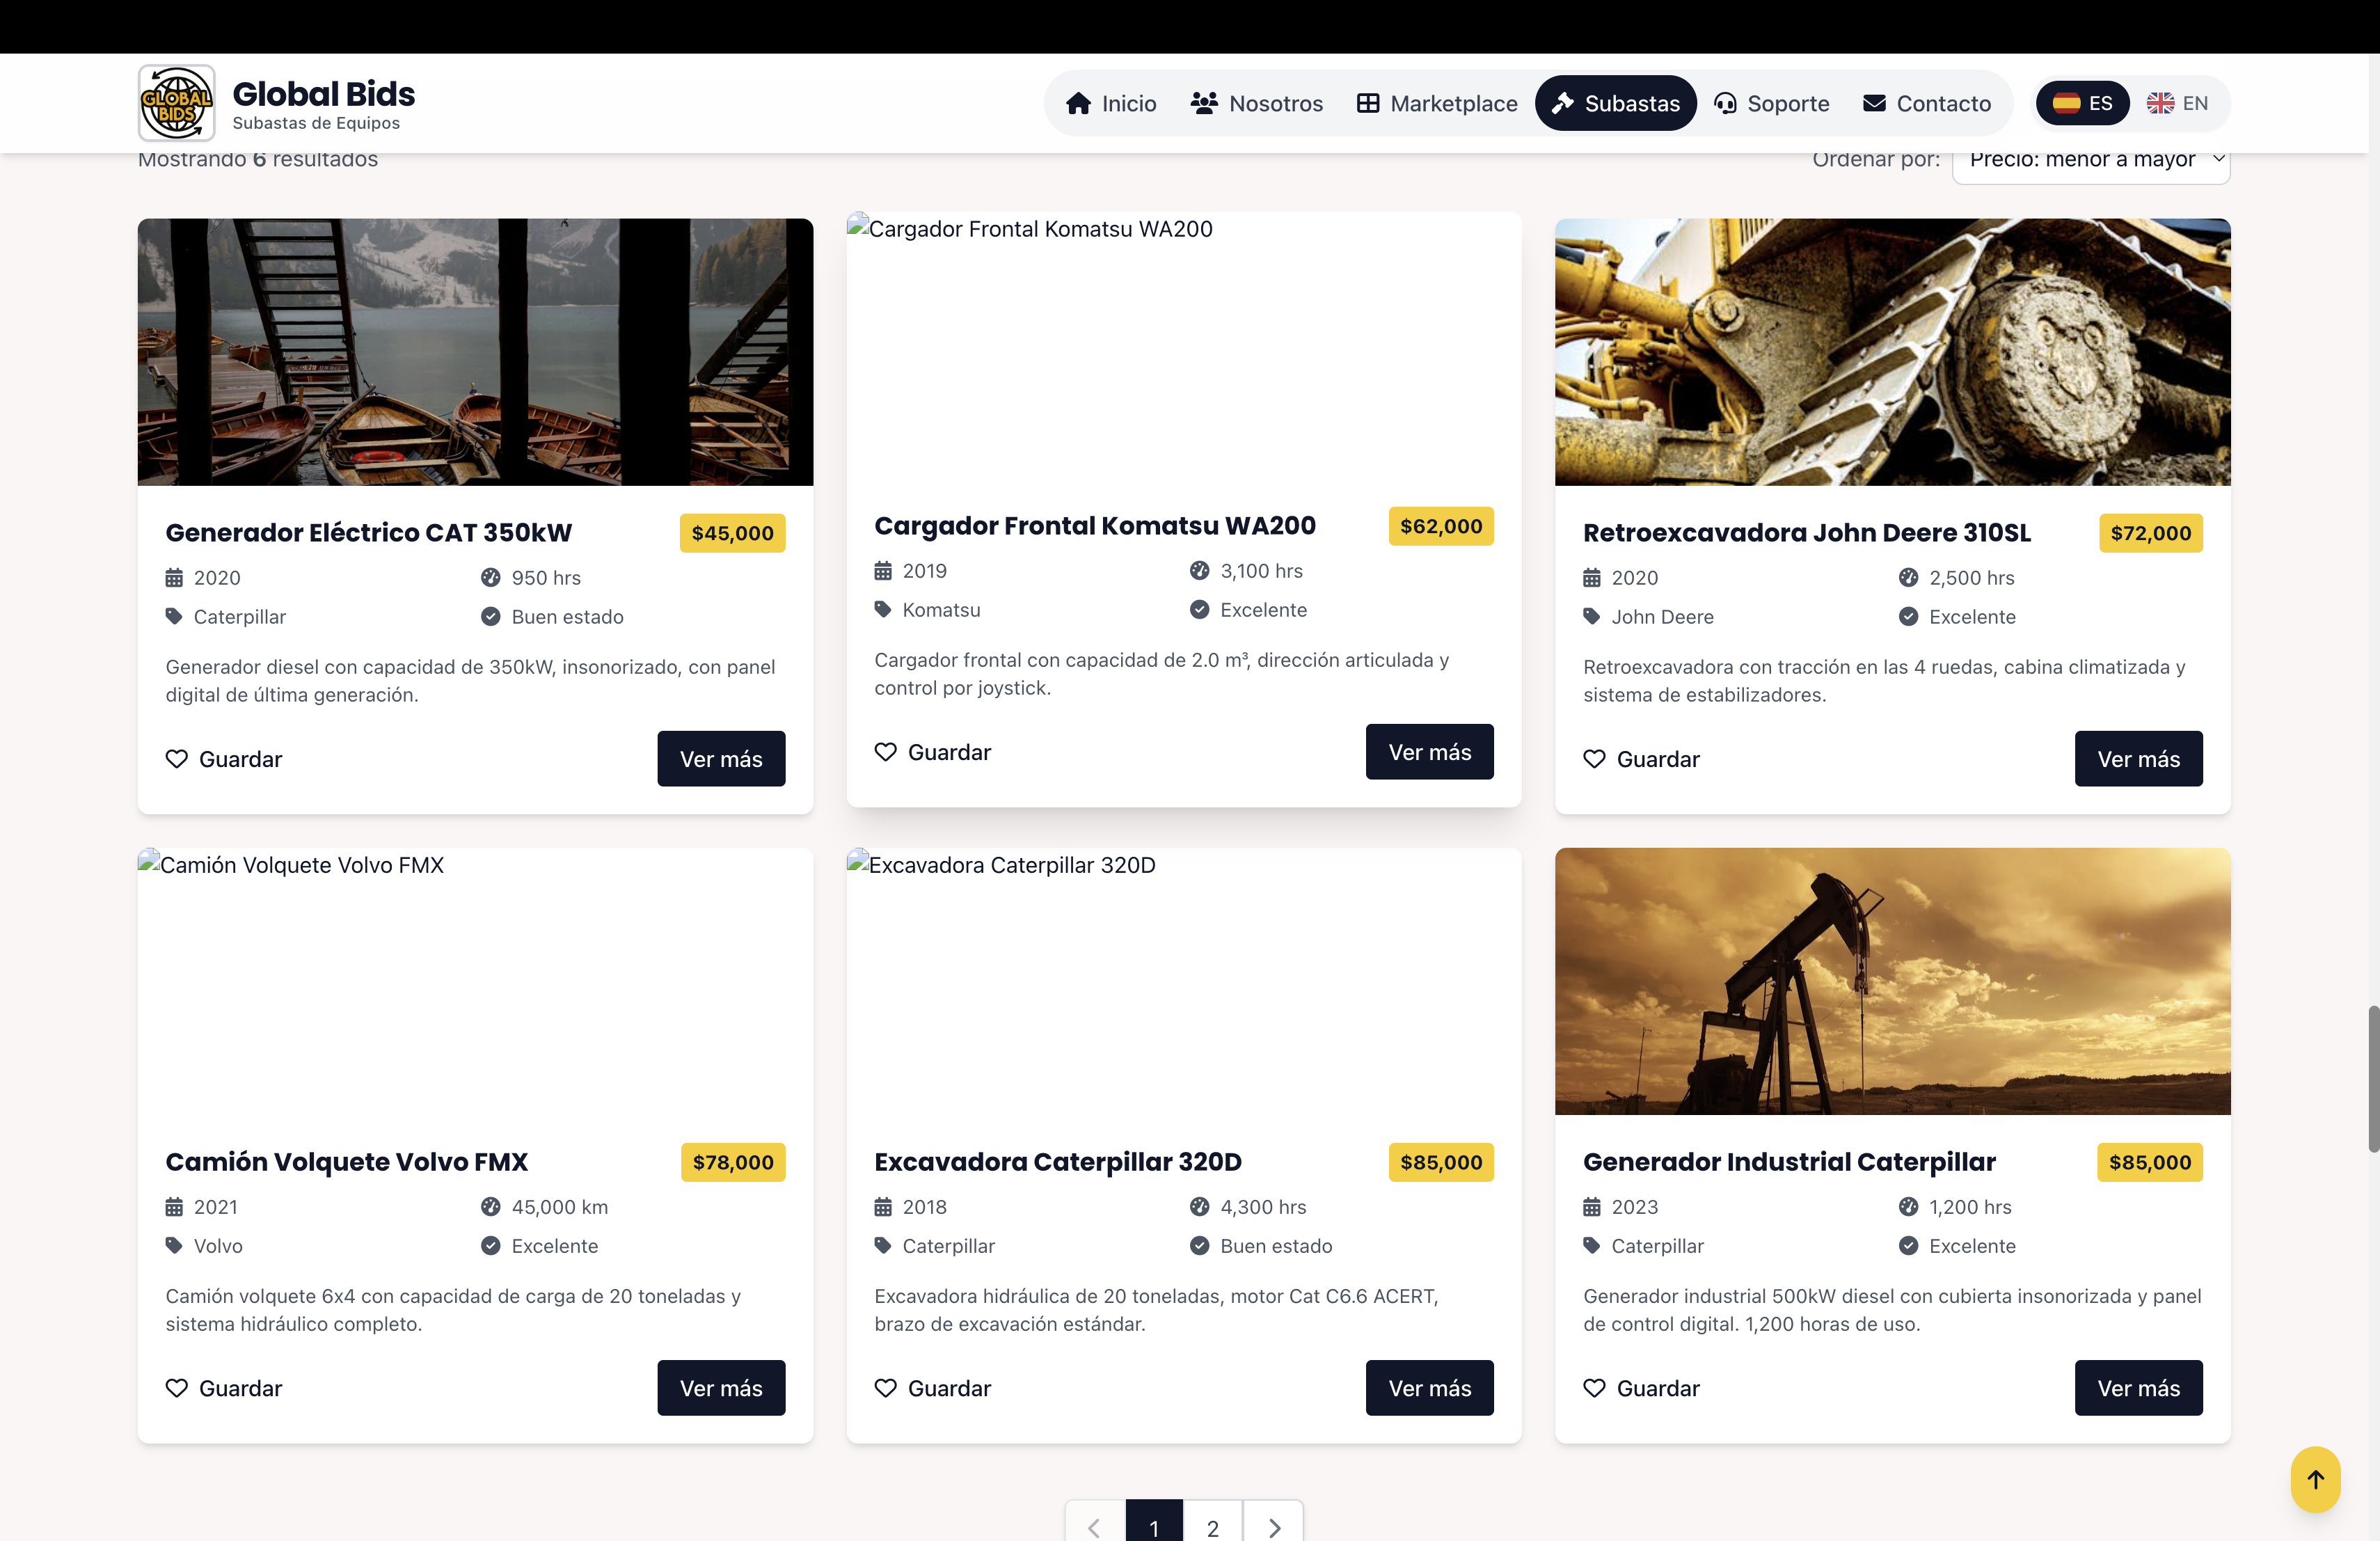 GLOBAL
BIDS
Global Bids
Subastas de Equipos
Inicio
Nosotros
Marketplace
Subastas
Soporte
Contacto
ES
EN
Mostrando 6 resultados
Ordenar por:
Precio: menor a mayor
Generador Eléctrico CAT 350kW
$45,000
2020
950 hrs
Caterpillar
Buen estado
Generador diesel con capacidad de 350kW, insonorizado, con panel
digital de última generación.
Guardar
Ver más
Cargador Frontal Komatsu WA200
Cargador Frontal Komatsu WA200
$62,000
2019
3,100 hrs
Komatsu
Excelente
Cargador frontal con capacidad de 2.0 m³, dirección articulada y
control por joystick.
Guardar
Ver más
Retroexcavadora John Deere 310SL
$72,000
2020
2,500 hrs
John Deere
Excelente
Retroexcavadora con tracción en las 4 ruedas, cabina climatizada y
sistema de estabilizadores.
Guardar
Ver más
Camión Volquete Volvo FMX
Camión Volquete Volvo FMX
$78,000
2021
45,000 km
Volvo
Excelente
Camión volquete 6x4 con capacidad de carga de 20 toneladas y
sistema hidráulico completo.
Guardar
Ver más
Excavadora Caterpillar 320D
Excavadora Caterpillar 320D
$85,000
2018
4,300 hrs
Caterpillar
Buen estado
Excavadora hidráulica de 20 toneladas, motor Cat C6.6 ACERT,
brazo de excavación estándar.
Guardar
Ver más
Generador Industrial Caterpillar
$85,000
2023
1,200 hrs
Caterpillar
Excelente
Generador industrial 500kW diesel con cubierta insonorizada y panel
de control digital. 1,200 horas de uso.
Guardar
Ver más
1
2